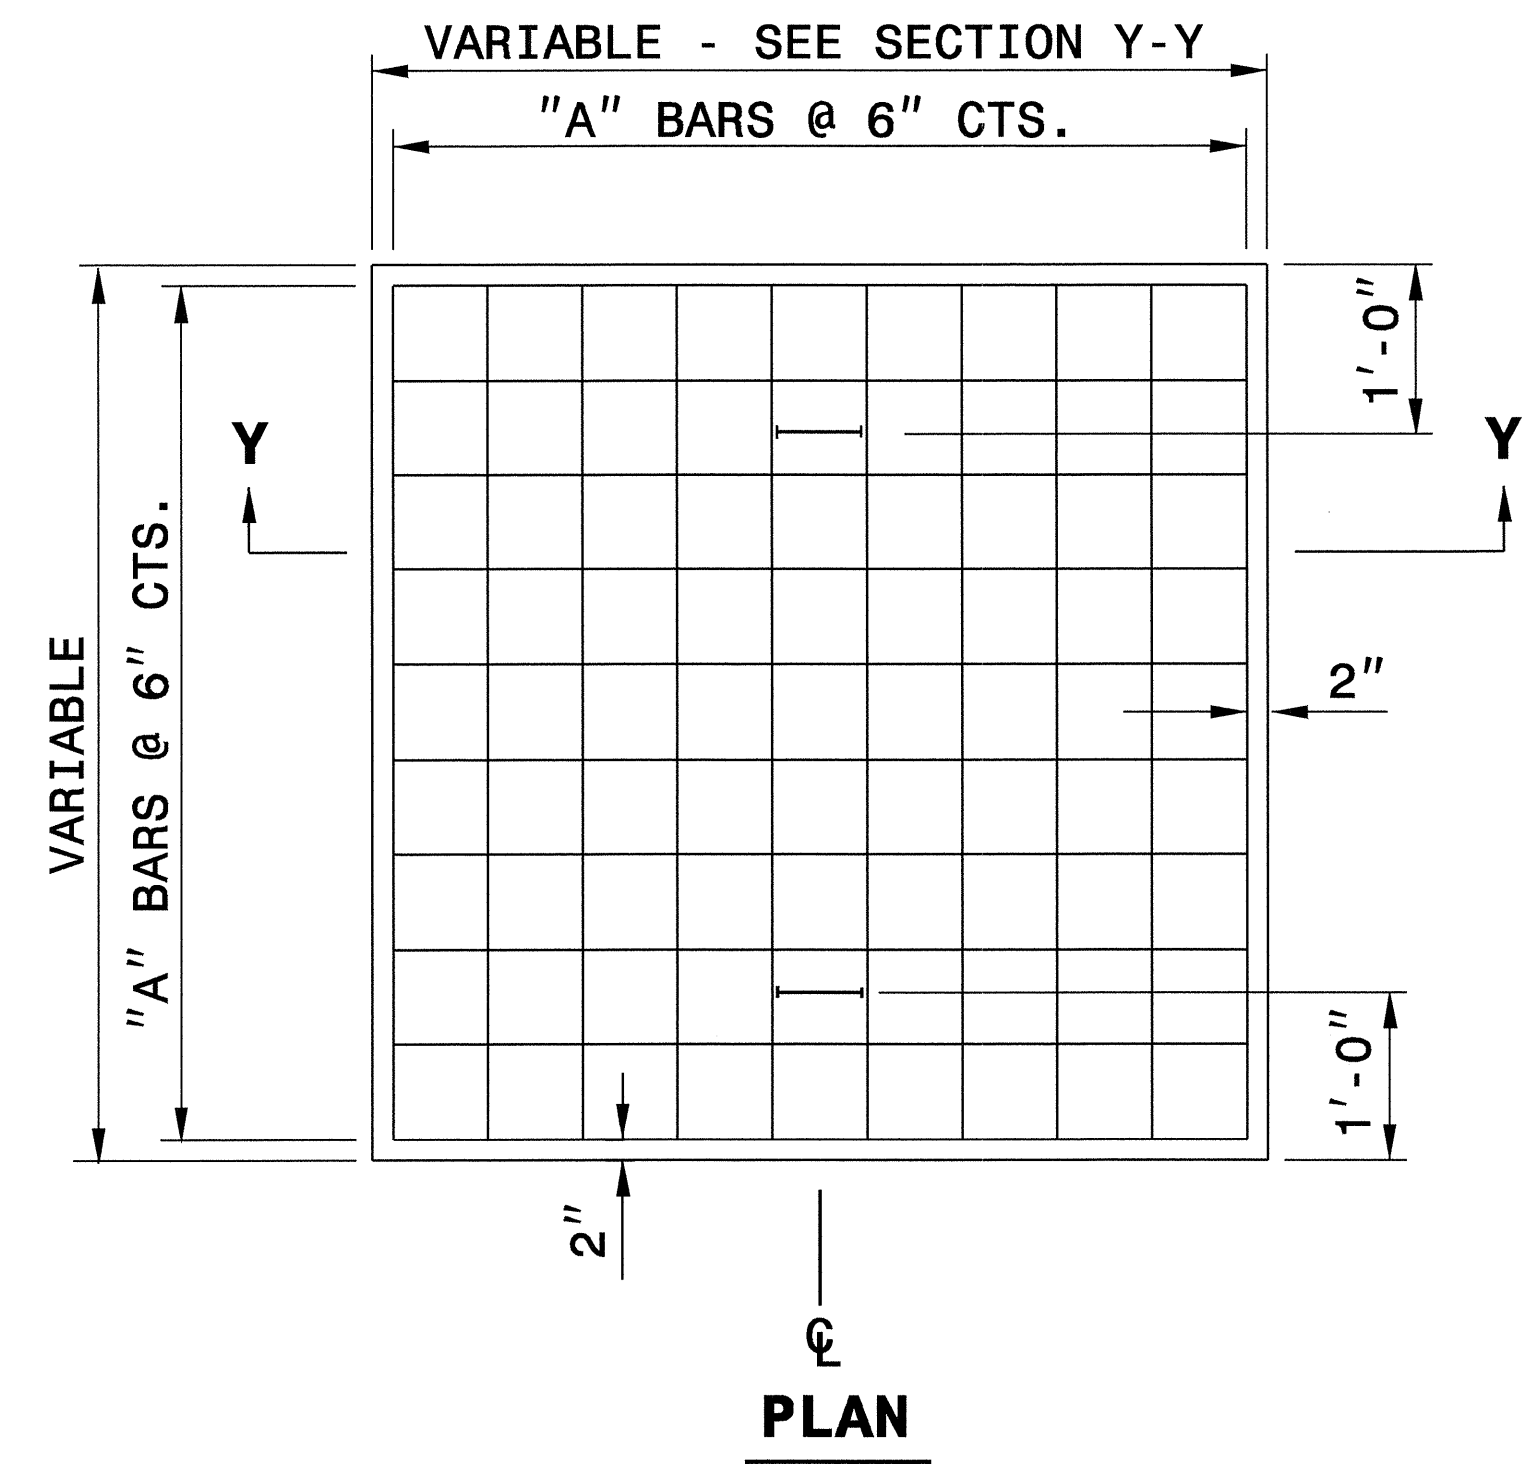 VARIABLE - SEE SECTION Y-Y
"A" BARS @ 6" CTS.
1'-0"
Y
Y
"A" BARS @ 6" CTS.
VARIABLE
2"
1'-0"
2"
℄
PLAN